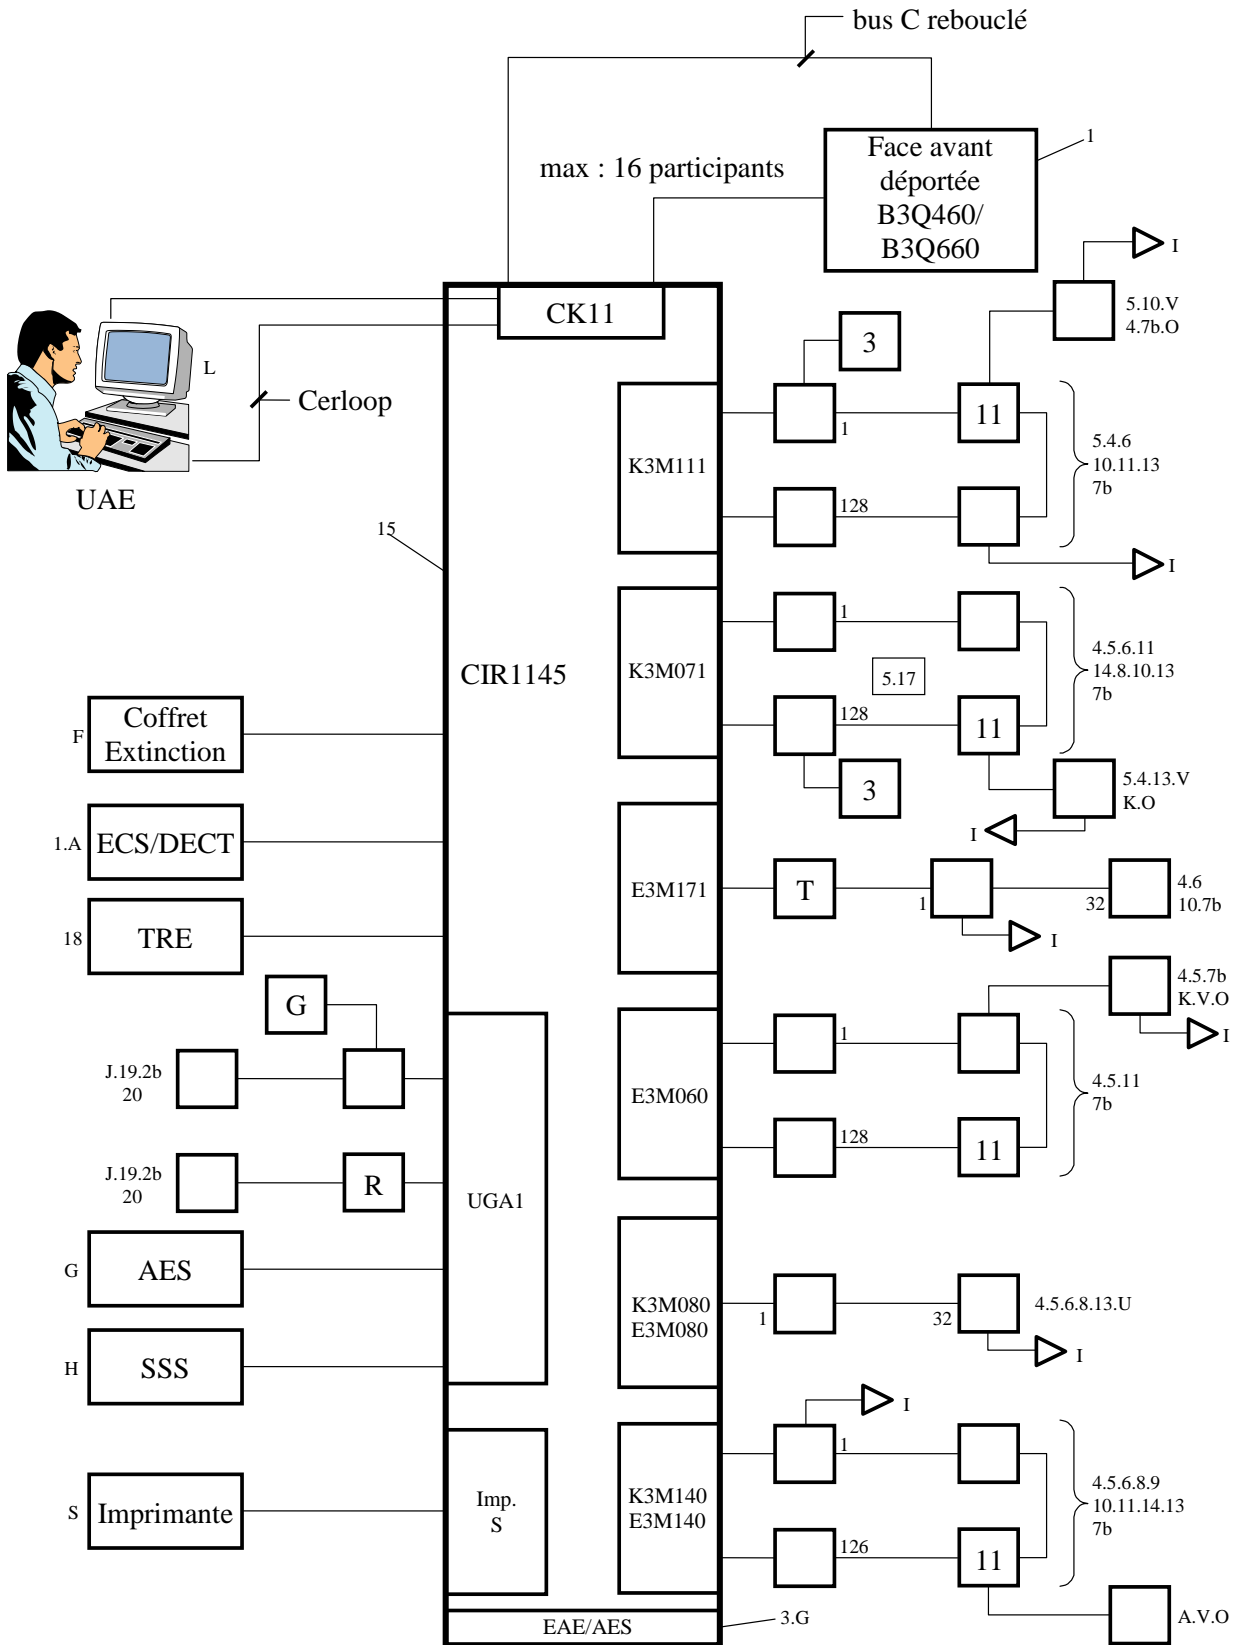 bus C rebouclé
max : 16 participants
Face avant
déportée
B3Q460/
B3Q660
1
I
5.10.V
4.7b.O
CK11
L
Cerloop
UAE
3
K3M111
1
11
5.4.6
10.11.13
7b
128
I
15
CIR1145
K3M071
1
5.17
4.5.6.11
14.8.10.13
7b
128
11
3
5.4.13.V
K.O
I
F
Coffret
Extinction
1.A
ECS/DECT
E3M171
T
1
32
4.6
10.7b
I
18
TRE
G
J.19.2b
20
4.5.7b
K.V.O
I
E3M060
1
4.5.11
7b
128
11
J.19.2b
20
R
UGA1
G
AES
K3M080
E3M080
1
32
4.5.6.8.13.U
I
H
SSS
I
S
Imprimante
Imp.
S
K3M140
E3M140
1
4.5.6.8.9
10.11.14.13
7b
126
11
A.V.O
EAE/AES
3.G